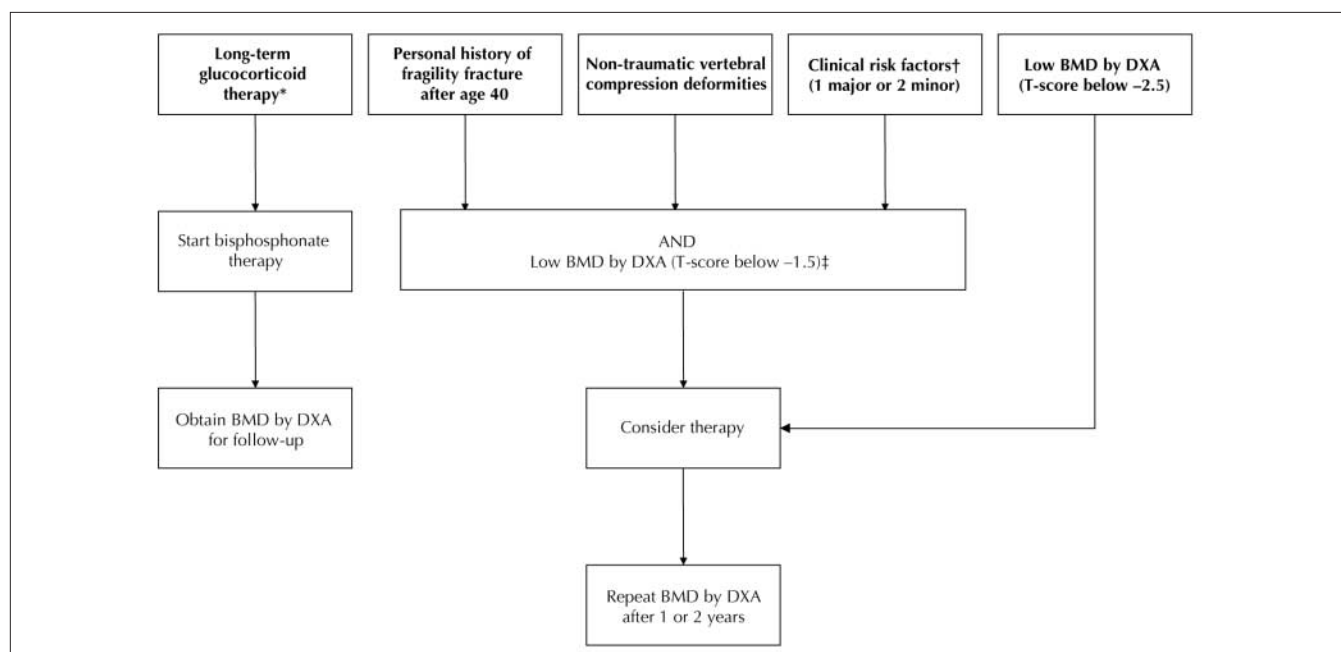 Long-term
glucocorticoid
therapy*
Personal history of
fragility fracture
after age 40
Non-traumatic vertebral
compression deformities
Clinical risk factors†
(1 major or 2 minor)
Low BMD by DXA
(T-score below –2.5)
Start bisphosphonate
therapy
AND
Low BMD by DXA (T-score below –1.5)‡
Obtain BMD by DXA
for follow-up
Consider therapy
Repeat BMD by DXA
after 1 or 2 years